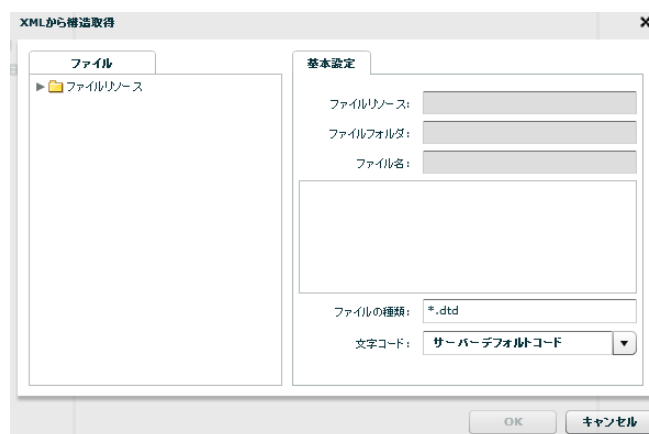 XMLから構造取得
ファイル
ファイルリソース
基本設定
ファイルリソース:
ファイルフォルダ:
ファイル名:
ファイルの種類:
*.dtd
文字コード:
サーバーデフォルトコード
OK
キャンセル